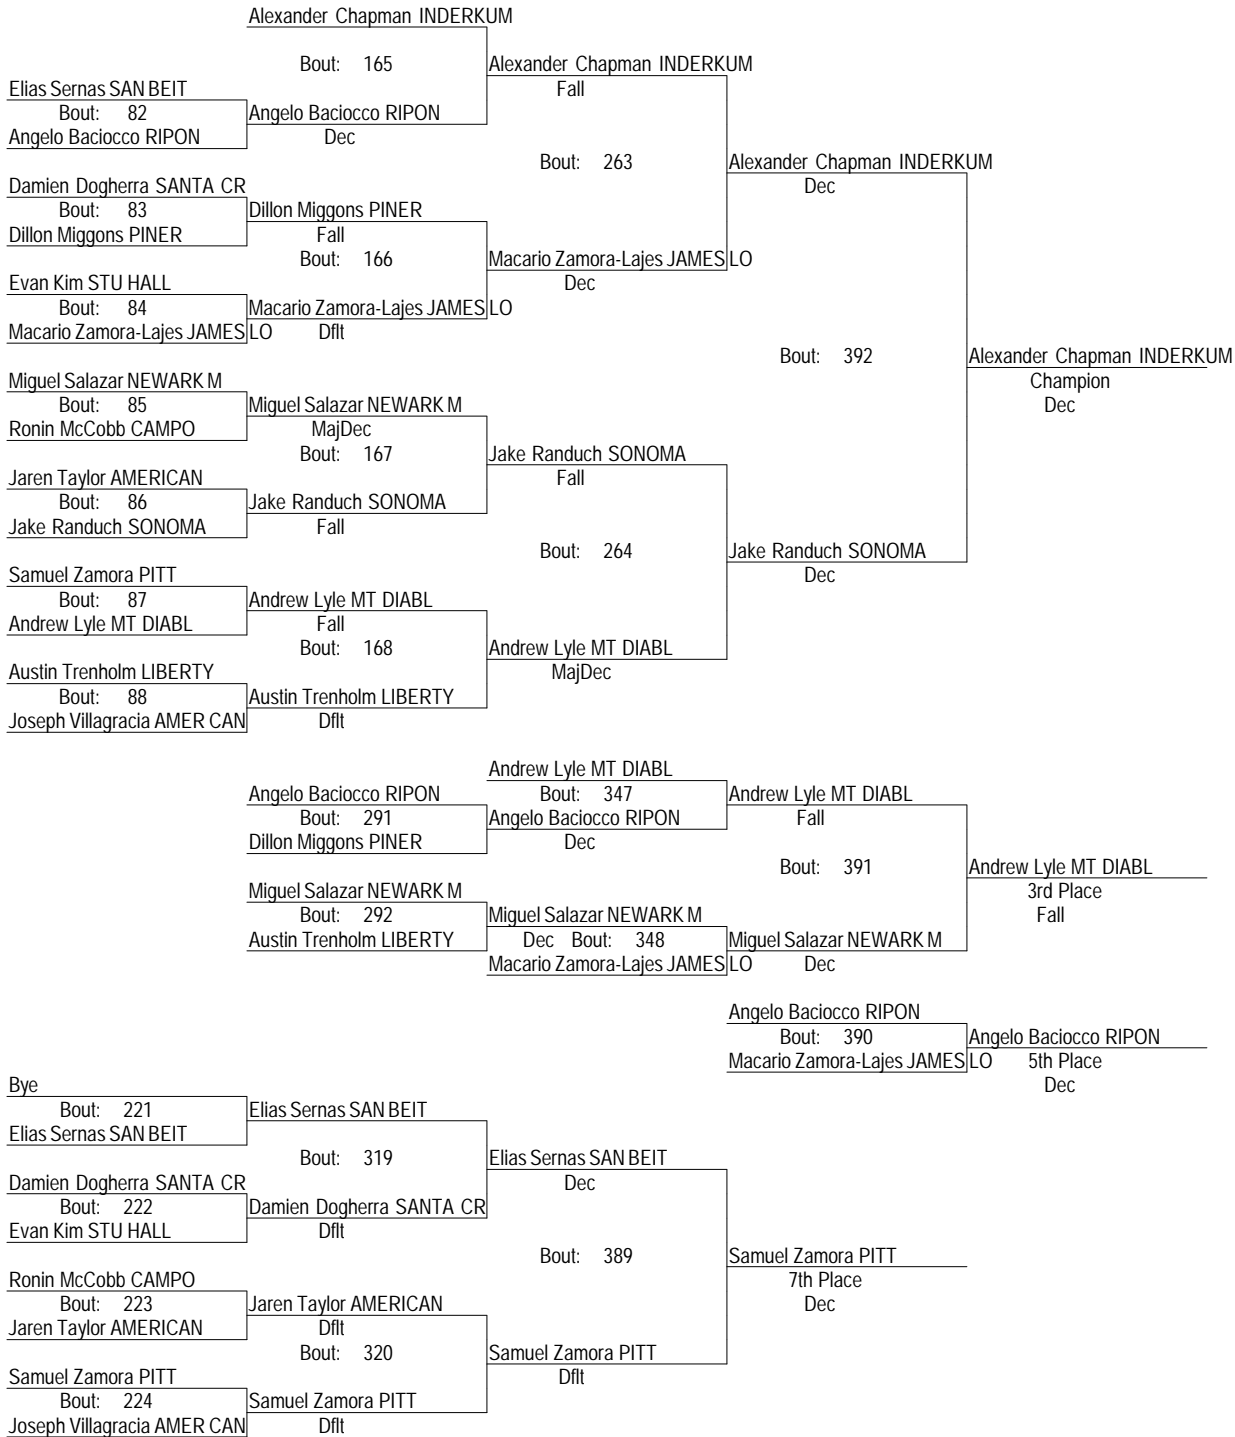 Alexander Chapman INDERKUM
Bout: 165
Alexander Chapman INDERKUM
Fall
Elias Sernas SAN BEIT
Bout: 82
Angelo Baciocco RIPON
Angelo Baciocco RIPON
Dec
Bout: 263
Alexander Chapman INDERKUM
Dec
Damien Dogherra SANTA CR
Bout: 83
Dillon Miggons PINER
Dillon Miggons PINER
Fall
Bout: 166
Macario Zamora-Lajes JAMES LO
Dec
Evan Kim STU HALL
Bout: 84
Macario Zamora-Lajes JAMES LO
Macario Zamora-Lajes JAMES LO
Dflt
Bout: 392
Alexander Chapman INDERKUM
Champion
Dec
Miguel Salazar NEWARK M
Bout: 85
Ronin McCobb CAMPO
Miguel Salazar NEWARK M
MajDec
Bout: 167
Jake Randuch SONOMA
Fall
Jaren Taylor AMERICAN
Bout: 86
Jake Randuch SONOMA
Jake Randuch SONOMA
Fall
Bout: 264
Jake Randuch SONOMA
Dec
Samuel Zamora PITT
Bout: 87
Andrew Lyle MT DIABL
Andrew Lyle MT DIABL
Fall
Bout: 168
Andrew Lyle MT DIABL
MajDec
Austin Trenholm LIBERTY
Bout: 88
Joseph Villagracia AMER CAN
Austin Trenholm LIBERTY
Dflt
Andrew Lyle MT DIABL
Bout: 347
Angelo Baciocco RIPON
Dec
Angelo Baciocco RIPON
Bout: 291
Dillon Miggons PINER
Andrew Lyle MT DIABL
Fall
Bout: 391
Andrew Lyle MT DIABL
3rd Place
Fall
Miguel Salazar NEWARK M
Bout: 292
Austin Trenholm LIBERTY
Miguel Salazar NEWARK M
Dec Bout: 348
Macario Zamora-Lajes JAMES LO
Miguel Salazar NEWARK M
Dec
Angelo Baciocco RIPON
Bout: 390
Macario Zamora-Lajes JAMES LO
Angelo Baciocco RIPON
5th Place
Dec
Bye
Bout: 221
Elias Sernas SAN BEIT
Elias Sernas SAN BEIT
Bout: 319
Elias Sernas SAN BEIT
Dec
Damien Dogherra SANTA CR
Bout: 222
Evan Kim STU HALL
Damien Dogherra SANTA CR
Dflt
Bout: 389
Samuel Zamora PITT
7th Place
Dec
Ronin McCobb CAMPO
Bout: 223
Jaren Taylor AMERICAN
Jaren Taylor AMERICAN
Dflt
Bout: 320
Samuel Zamora PITT
Dflt
Samuel Zamora PITT
Bout: 224
Joseph Villagracia AMER CAN
Samuel Zamora PITT
Dflt